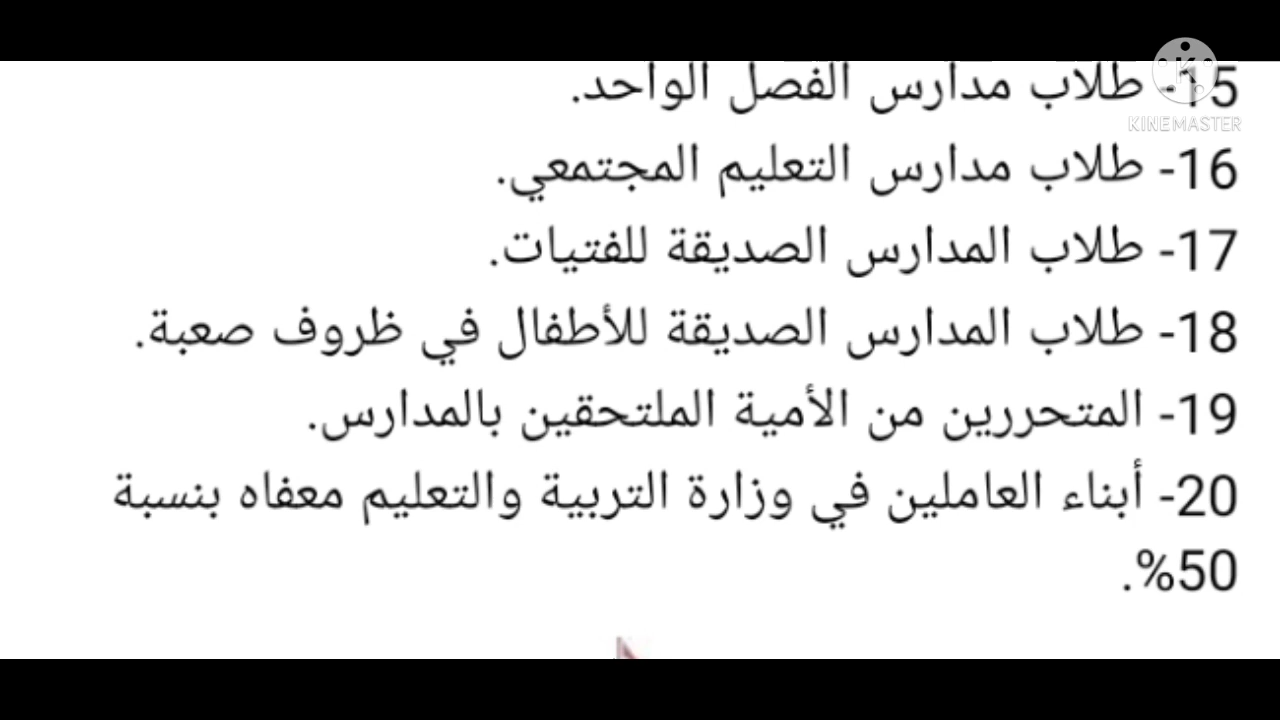 15- طلاب مدارس الفصل الواحد.
KINEMASTER
16- طلاب مدارس التعليم المجتمعي.
17- طلاب المدارس الصديقة للفتيات.
18- طلاب المدارس الصديقة للأطفال في ظروف صعبة.
19- المتحررين من الأمية الملتحقين بالمدارس.
20- أبناء العاملين في وزارة التربية والتعليم معفاه بنسبة
50%.